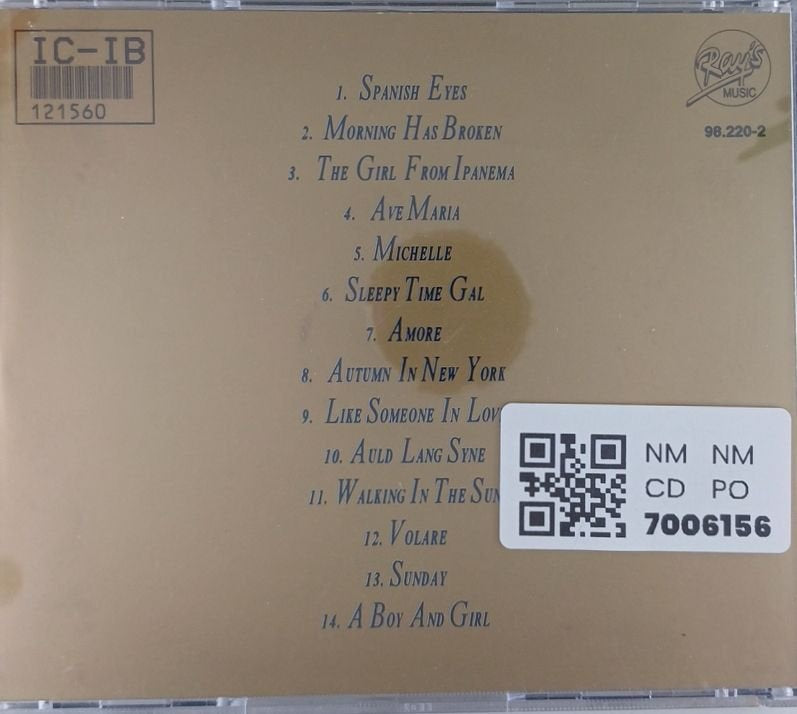 IC-IB
121560
Ray's
MUSIC
98.220-2
1. SPANISH EYES
2. MORNING HAS BROKEN
3. THE GIRL FROM IPANEMA
4. AVE MARIA
5. MICHELLE
6. SLEEPY TIME GAL
7. AMORE
8. AUTUMN IN NEW YORK
9. LIKE SOMEONE IN
10. AULD LANG SYNE
11. WALKING IN THE SUN
12. VOLARE
13. SUNDAY
14. A BOY AND GIRL
NM NM
CD PO
7006156